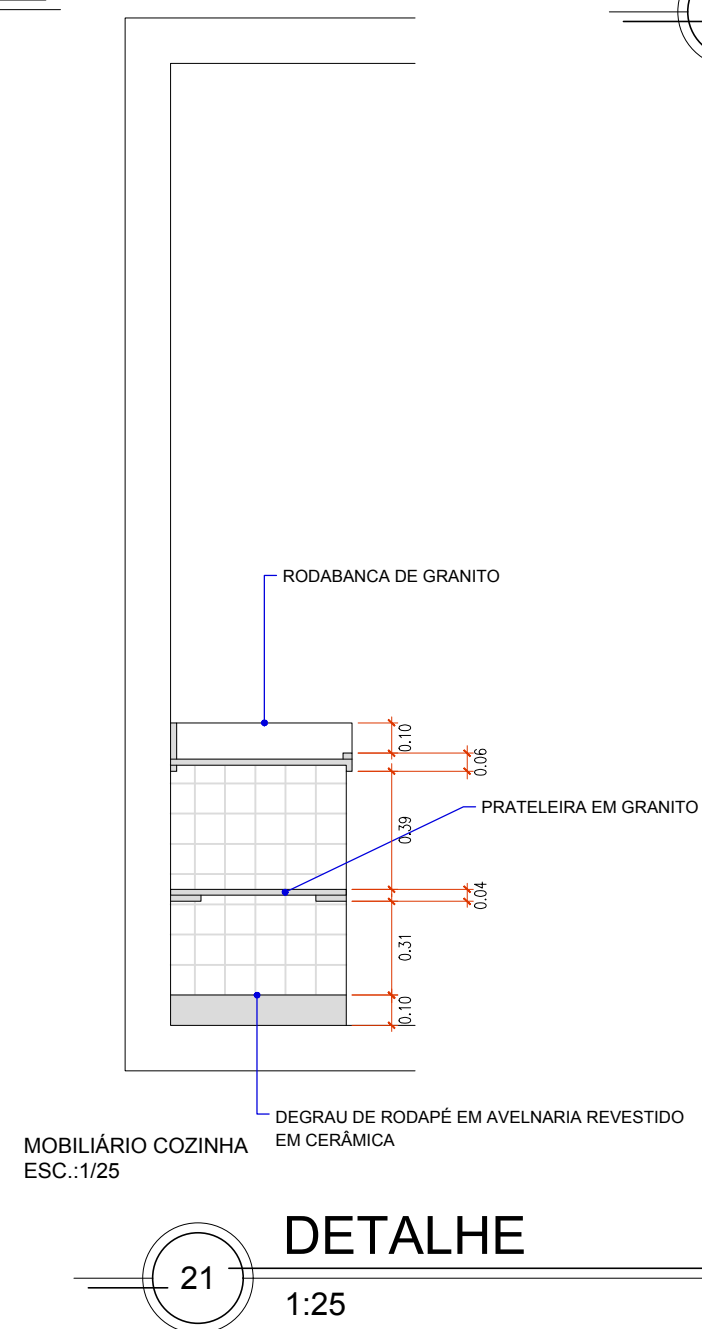 RODABANCA DE GRANITO
0.10
0.06
0.39
PRATELEIRA EM GRANITO
0.04
0.31
0.10
DEGRAU DE RODAPÉ EM AVELNARIA REVESTIDO
EM CERÂMICA
MOBILIÁRIO COZINHA
ESC.:1/25
DETALHE
21
1:25